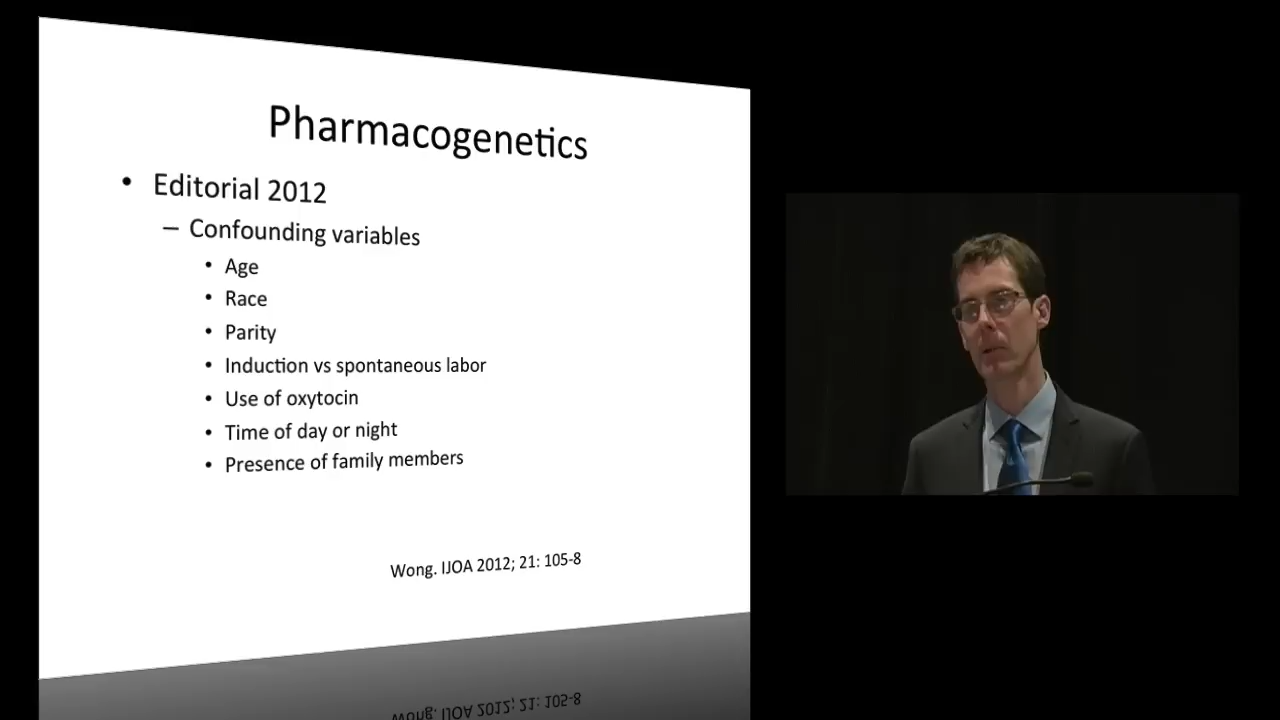 Pharmacogenetics
• Editorial 2012
– Confounding variables
• Age
• Race
• Parity
• Induction vs spontaneous labor
• Use of oxytocin
• Time of day or night
• Presence of family members
Wong. IJOA 2012; 21: 105-8
Wong. IJOA 2012; 21: 105-8